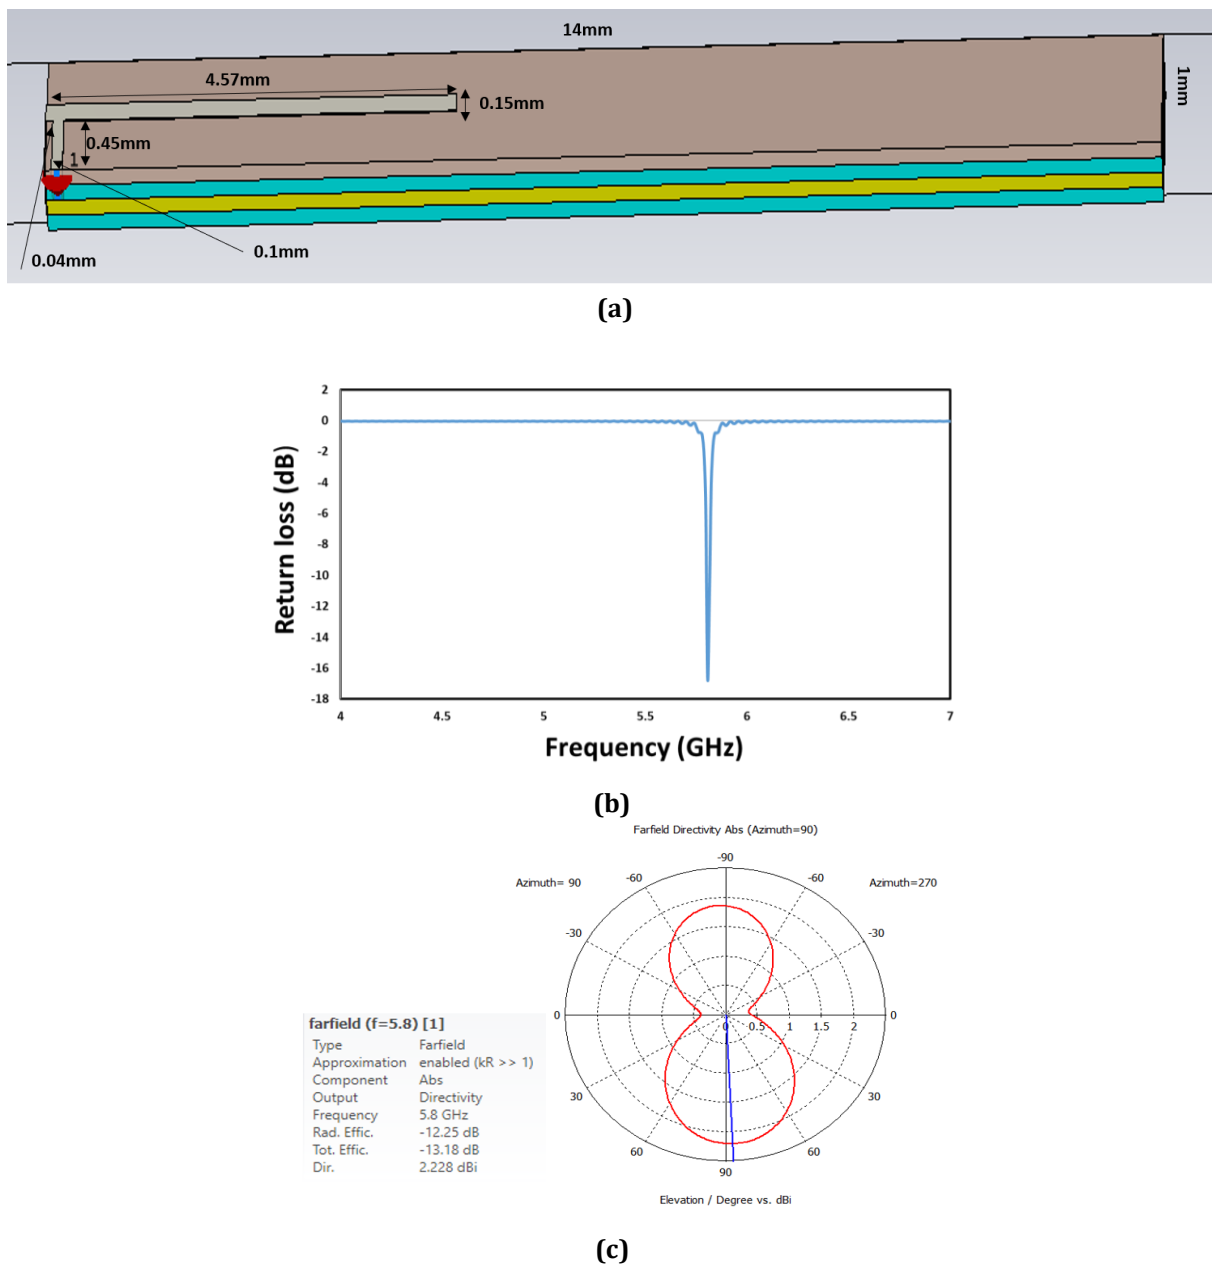 14mm
4.57mm
1mm
0.15mm
0.45mm
1
0.04mm
0.1mm
(a)
2
0
-2
-4
-6
-8
-10
-12
-14
-16
-18
Return loss (dB)
4 4.5 5 5.5 6 6.5 7
Frequency (GHz)
(b)
Farfield Directivity Abs (Azimuth=90)
-90
Azimuth= 90 -60 -60 Azimuth=270
-30 -30
0 0 0.5 1 1.5 2 0
30 30
60 60
90
Elevation / Degree vs. dBi
farfield (f=5.8) [1]
Type Farfield
Approximation enabled (kR >> 1)
Component Abs
Output Directivity
Frequency 5.8 GHz
Rad. Effic. -12.25 dB
Tot. Effic. -13.18 dB
Dir. 2.228 dBi
(c)